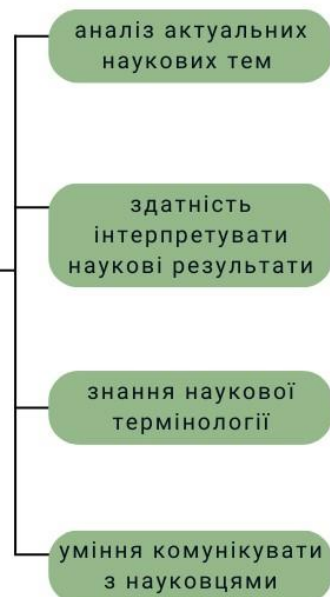 аналіз актуальних
наукових тем
здатність
інтерпретувати
наукові результати
знання наукової
термінології
уміння комунікувати
з науковцями